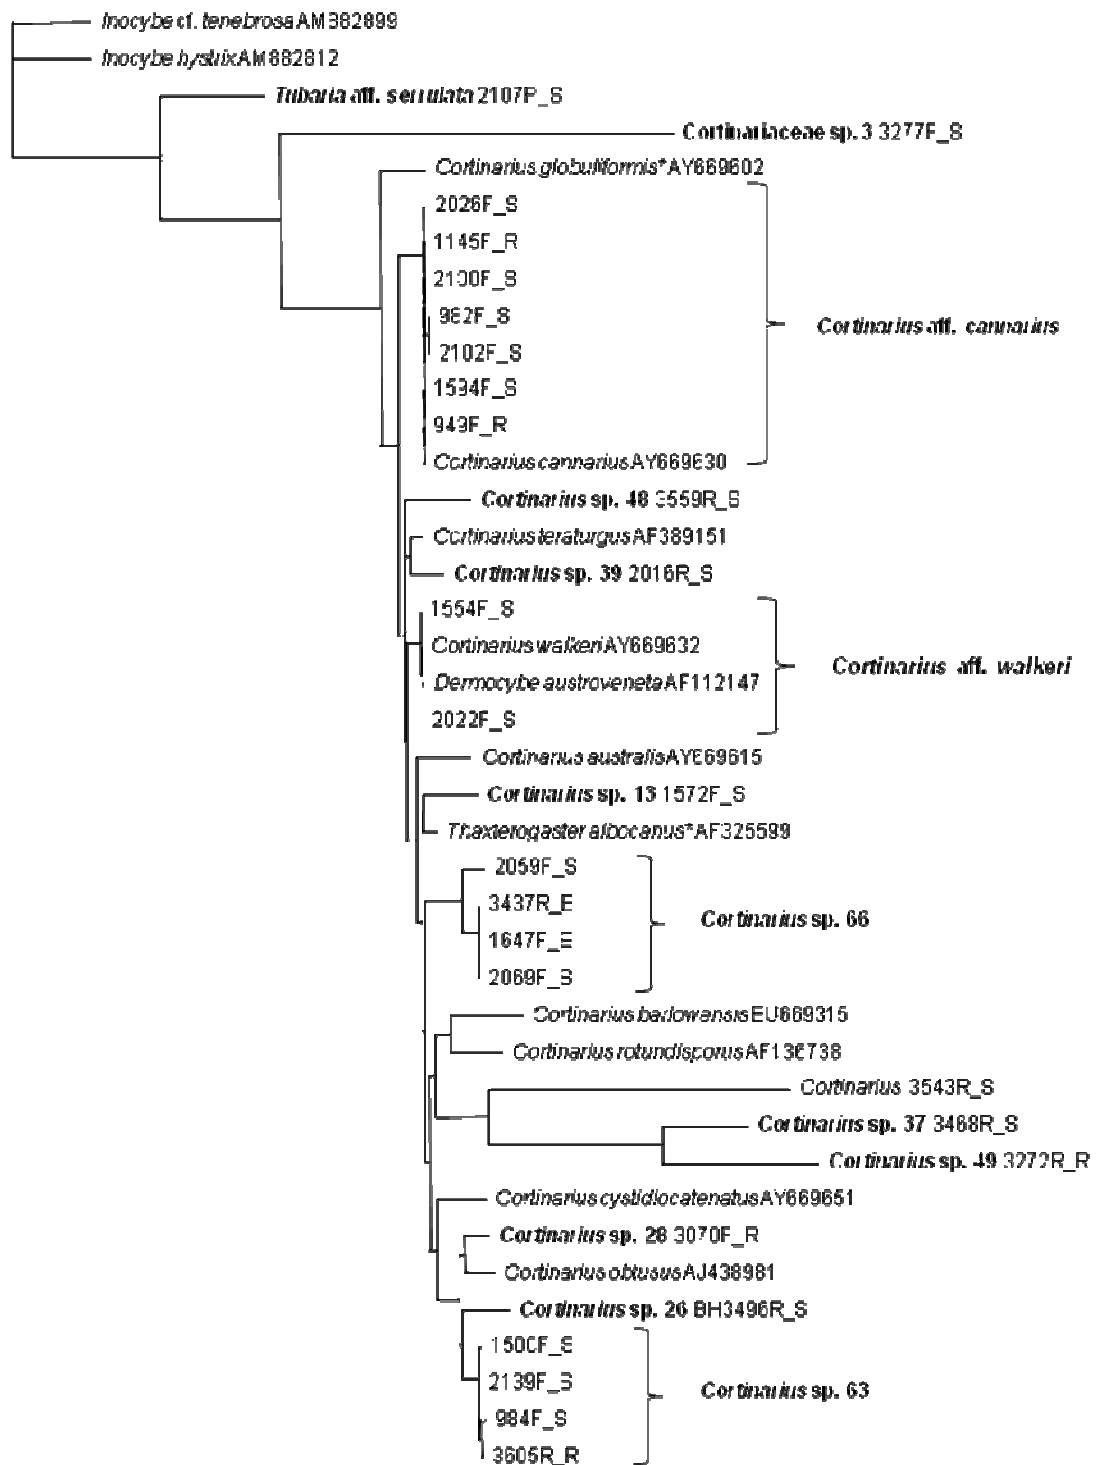 Inocybe cf. tenebrosa AM882899
Inocybe hystrix AM882812
Tubaria aff. serrulata 2107P_S
Cortinariaceae sp. 3 3277F_S
Cortinarius globuliformis* AY669602
2026F_S
1145F_R
2100F_S
982F_S
2102F_S
1594F_S
949F_R
Cortinarius cannarius AY669630
Cortinarius aff. cannarius
Cortinarius sp. 48 3559R_S
Cortinarius teraturgus AF389151
Cortinarius sp. 39 2016R_S
1554F_S
Cortinarius walkeri AY669632
Dermocybe austroveneta AF112147
2022F_S
Cortinarius aff. walkeri
Cortinarius australis AY669615
Cortinarius sp. 13 1572F_S
Thaxterogaster albocanus* AF325599
2059F_S
3437R_E
1647F_E
2069F_S
Cortinarius sp. 66
Cortinarius badiowensis EU669315
Cortinarius rotundisporus AF136738
Cortinarius 3543R_S
Cortinarius sp. 37 3468R_S
Cortinarius sp. 49 3272R_R
Cortinarius cystidiocatenatus AY669651
Cortinarius sp. 28 3070F_R
Cortinarius obtusus AJ438981
Cortinarius sp. 26 BH3496R_S
1500F_S
2139F_S
984F_S
3605R_R
Cortinarius sp. 63